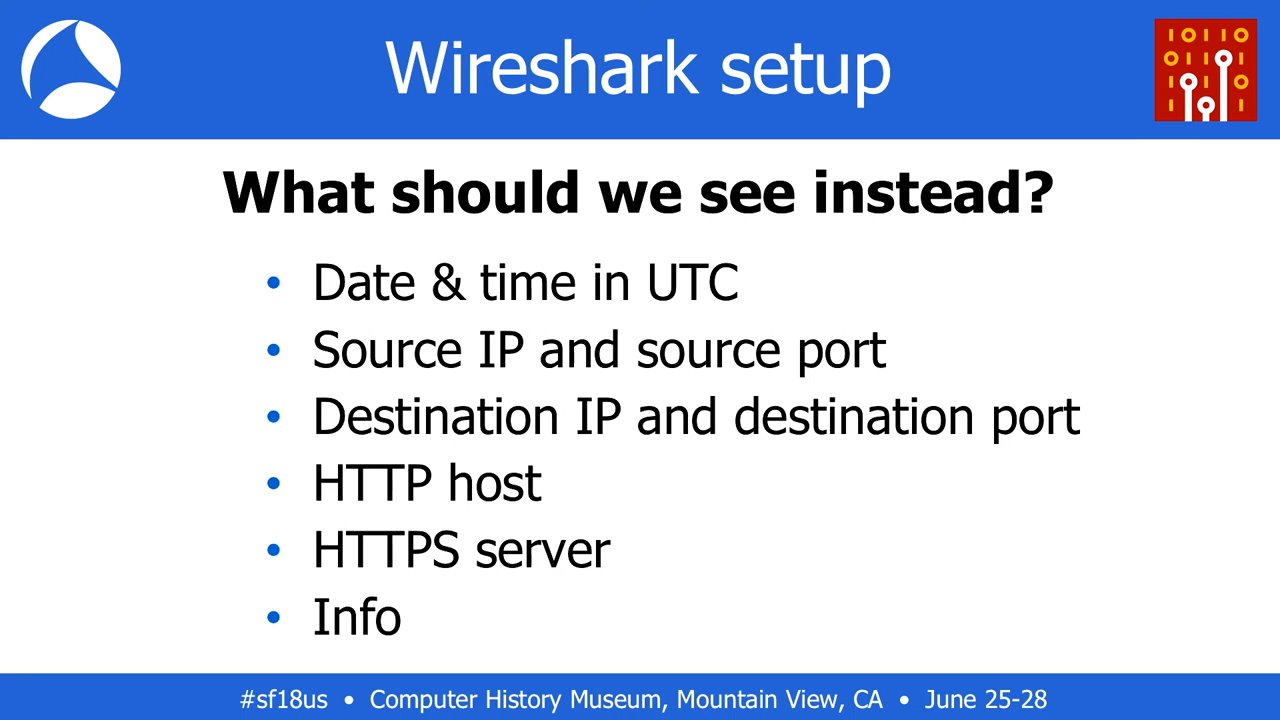 Wireshark setup
What should we see instead?
• Date & time in UTC
• Source IP and source port
• Destination IP and destination port
• HTTP host
• HTTPS server
• Info
#sf18us • Computer History Museum, Mountain View, CA • June 25-28